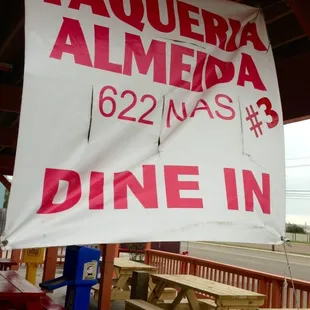 TAQUERIA
ALMEIDA
622 NAS #3
DINE IN